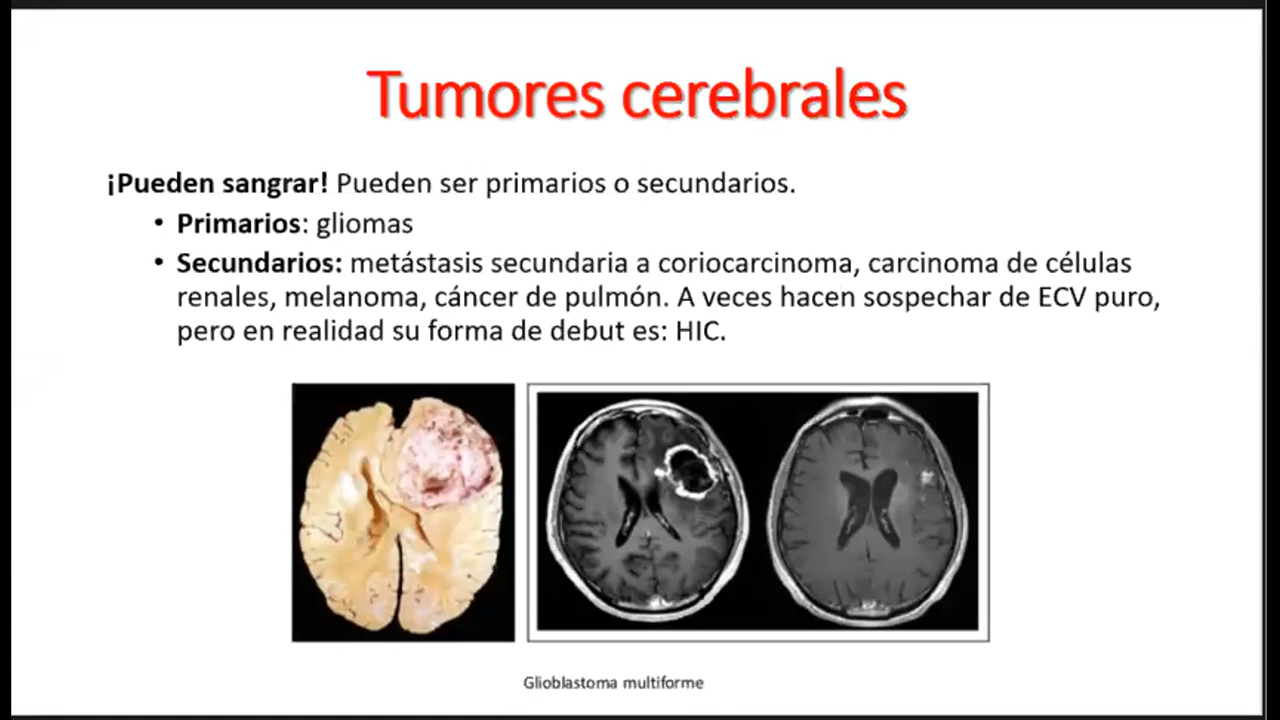 Tumores cerebrales
¡Pueden sangrar! Pueden ser primarios o secundarios.
• Primarios: gliomas
• Secundarios: metástasis secundaria a coriocarcinoma, carcinoma de células
renales, melanoma, cáncer de pulmón. A veces hacen sospechar de ECV puro,
pero en realidad su forma de debut es: HIC.
Glioblastoma multiforme